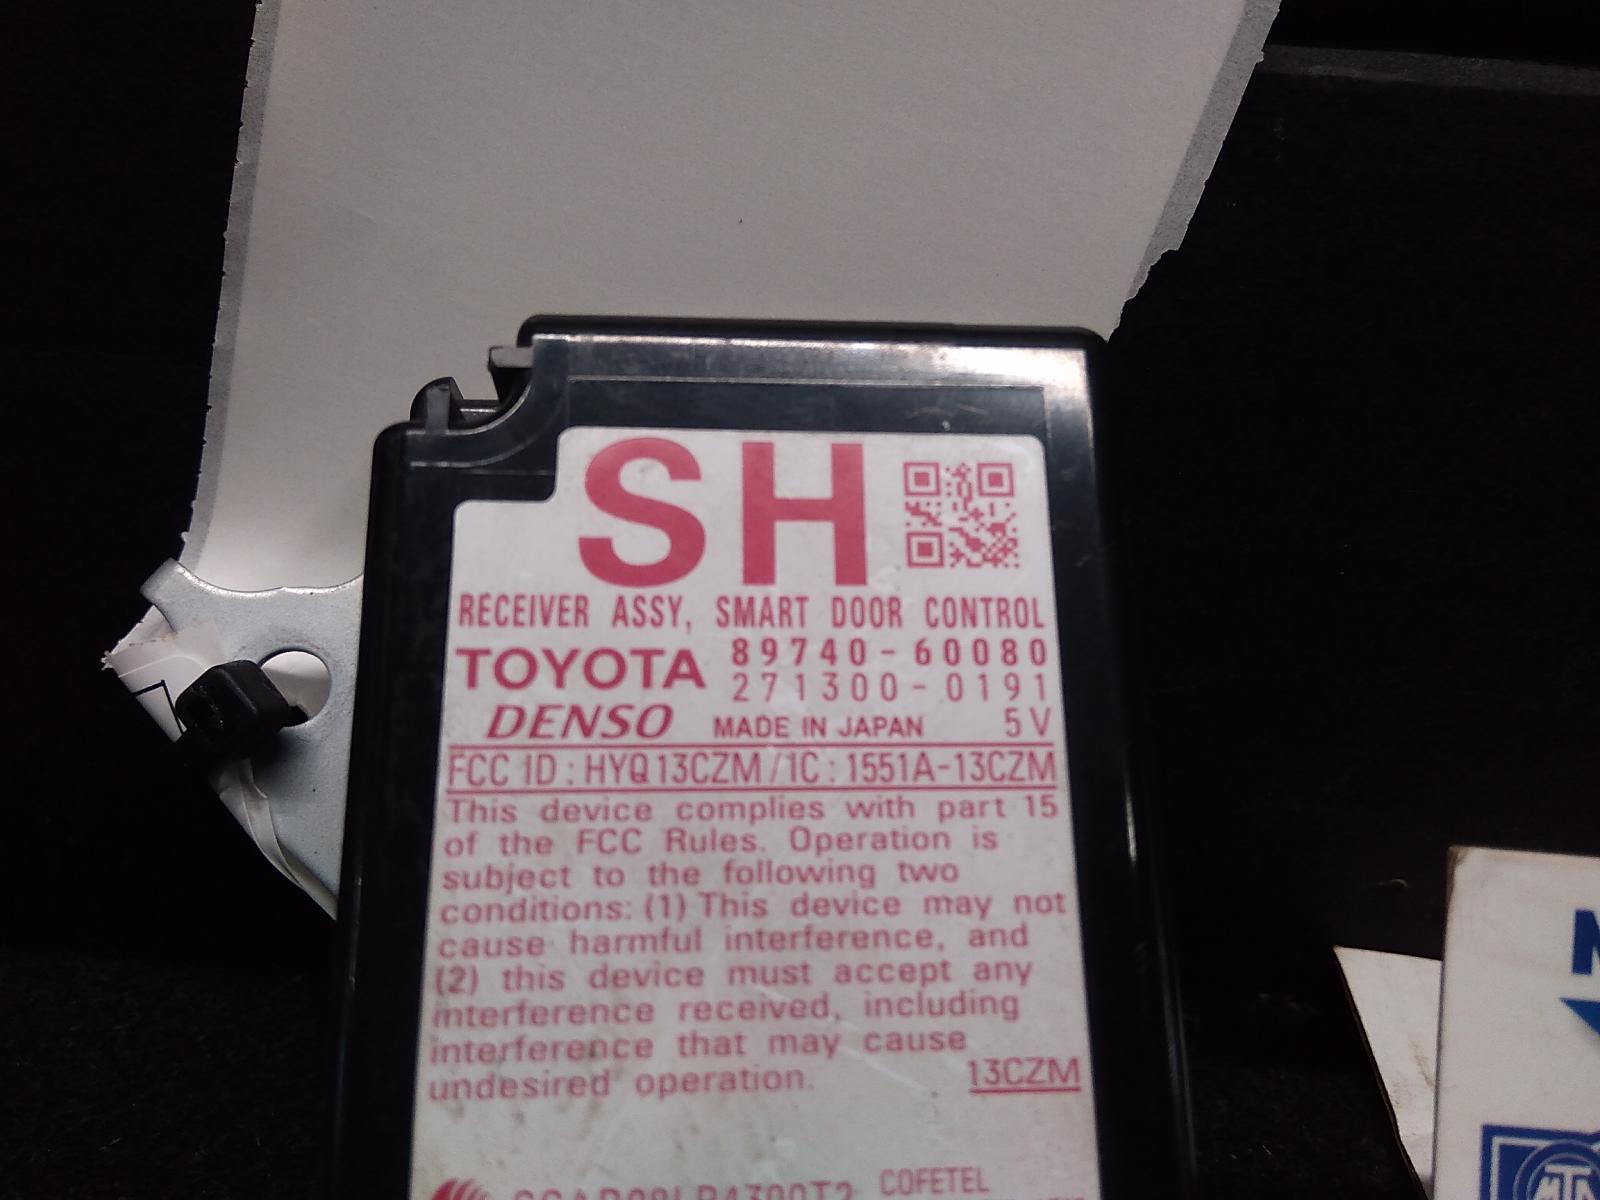 SH
RECEIVER ASSY, SMART DOOR CONTROL
TOYOTA 89740-60080
271300-0191
DENSO MADE IN JAPAN 5V
FCC ID : HYQ13CZM / IC : 1551A-13CZM
This device complies with part 15
of the FCC Rules. Operation is
subject to the following two
conditions: (1) This device may not
cause harmful interference, and
(2) this device must accept any
interference received, including
interference that may cause
undesired operation. 13CZM
COFETEL
MTN